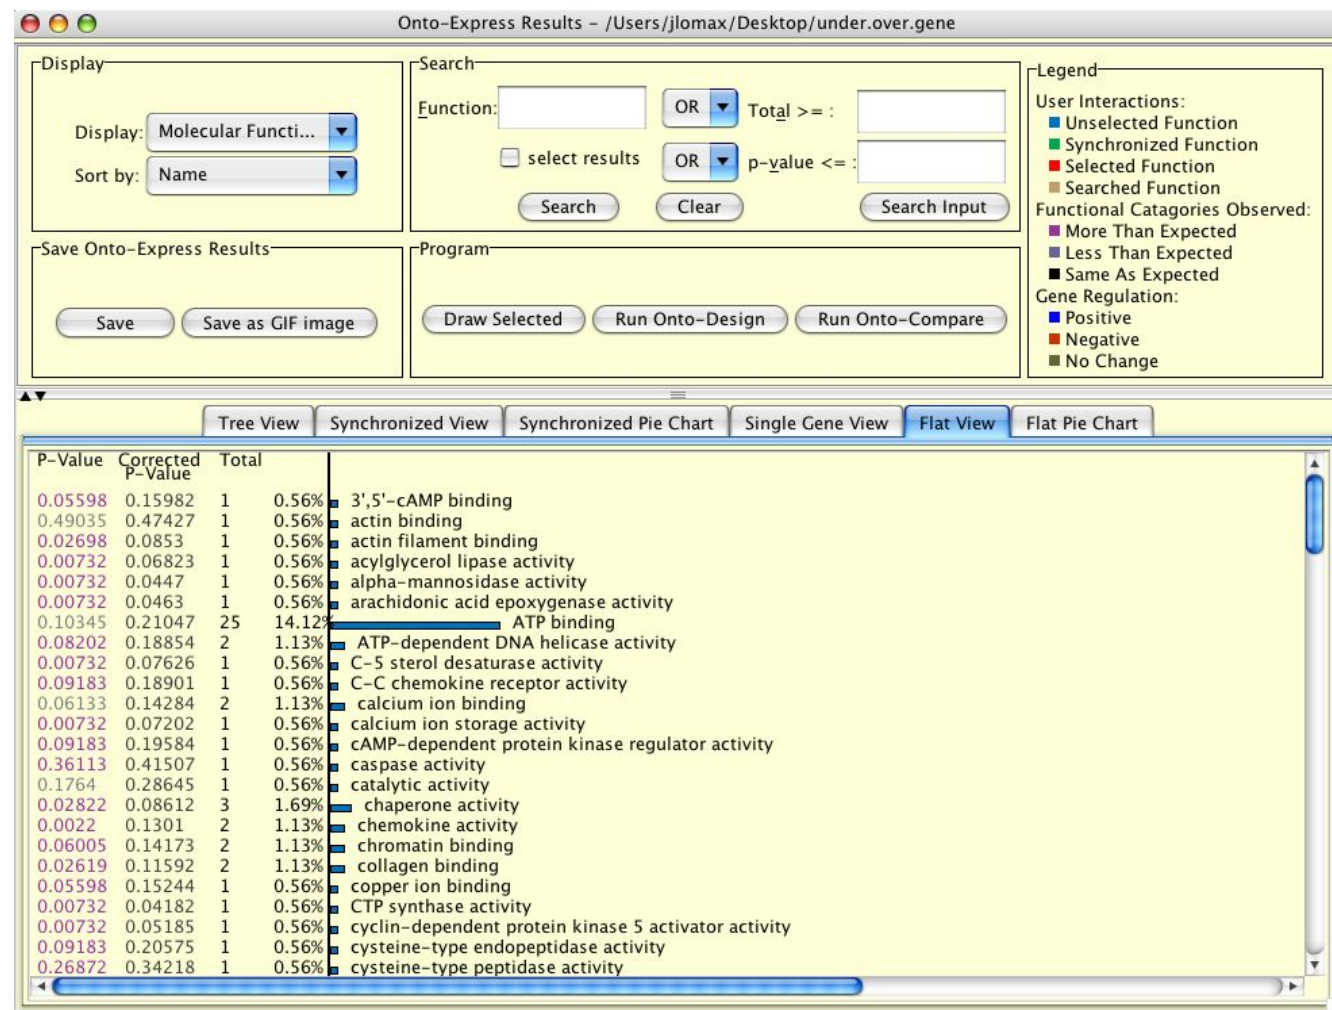 Onto-Express Results - /Users/jlomax/Desktop/under.over.gene
Display
Display: Molecular Functi...
Sort by: Name
Search
Function: OR Total >= :
select results OR p-value <= :
Search Clear Search Input
Legend
User Interactions:
Unselected Function
Synchronized Function
Selected Function
Searched Function
Functional Catagories Observed:
More Than Expected
Less Than Expected
Same As Expected
Gene Regulation:
Positive
Negative
No Change
Save Onto-Express Results
Save Save as GIF image
Program
Draw Selected Run Onto-Design Run Onto-Compare
Tree View Synchronized View Synchronized Pie Chart Single Gene View Flat View Flat Pie Chart
P-Value Corrected P-Value Total
0.05598 0.15982 1 0.56% 3',5'-cAMP binding
0.49035 0.47427 1 0.56% actin binding
0.02698 0.0853 1 0.56% actin filament binding
0.00732 0.06823 1 0.56% acylglycerol lipase activity
0.00732 0.0447 1 0.56% alpha-mannosidase activity
0.00732 0.0463 1 0.56% arachidonic acid epoxygenase activity
0.10345 0.21047 25 14.12% ATP binding
0.08202 0.18854 2 1.13% ATP-dependent DNA helicase activity
0.00732 0.07626 1 0.56% C-5 sterol desaturase activity
0.09183 0.18901 1 0.56% C-C chemokine receptor activity
0.06133 0.14284 2 1.13% calcium ion binding
0.00732 0.07202 1 0.56% calcium ion storage activity
0.09183 0.19584 1 0.56% cAMP-dependent protein kinase regulator activity
0.36113 0.41507 1 0.56% caspase activity
0.1764 0.28645 1 0.56% catalytic activity
0.02822 0.08612 3 1.69% chaperone activity
0.0022 0.1301 2 1.13% chemokine activity
0.06005 0.14173 2 1.13% chromatin binding
0.02619 0.11592 2 1.13% collagen binding
0.05598 0.15244 1 0.56% copper ion binding
0.00732 0.04182 1 0.56% CTP synthase activity
0.00732 0.05185 1 0.56% cyclin-dependent protein kinase 5 activator activity
0.09183 0.20575 1 0.56% cysteine-type endopeptidase activity
0.26872 0.34218 1 0.56% cysteine-type peptidase activity